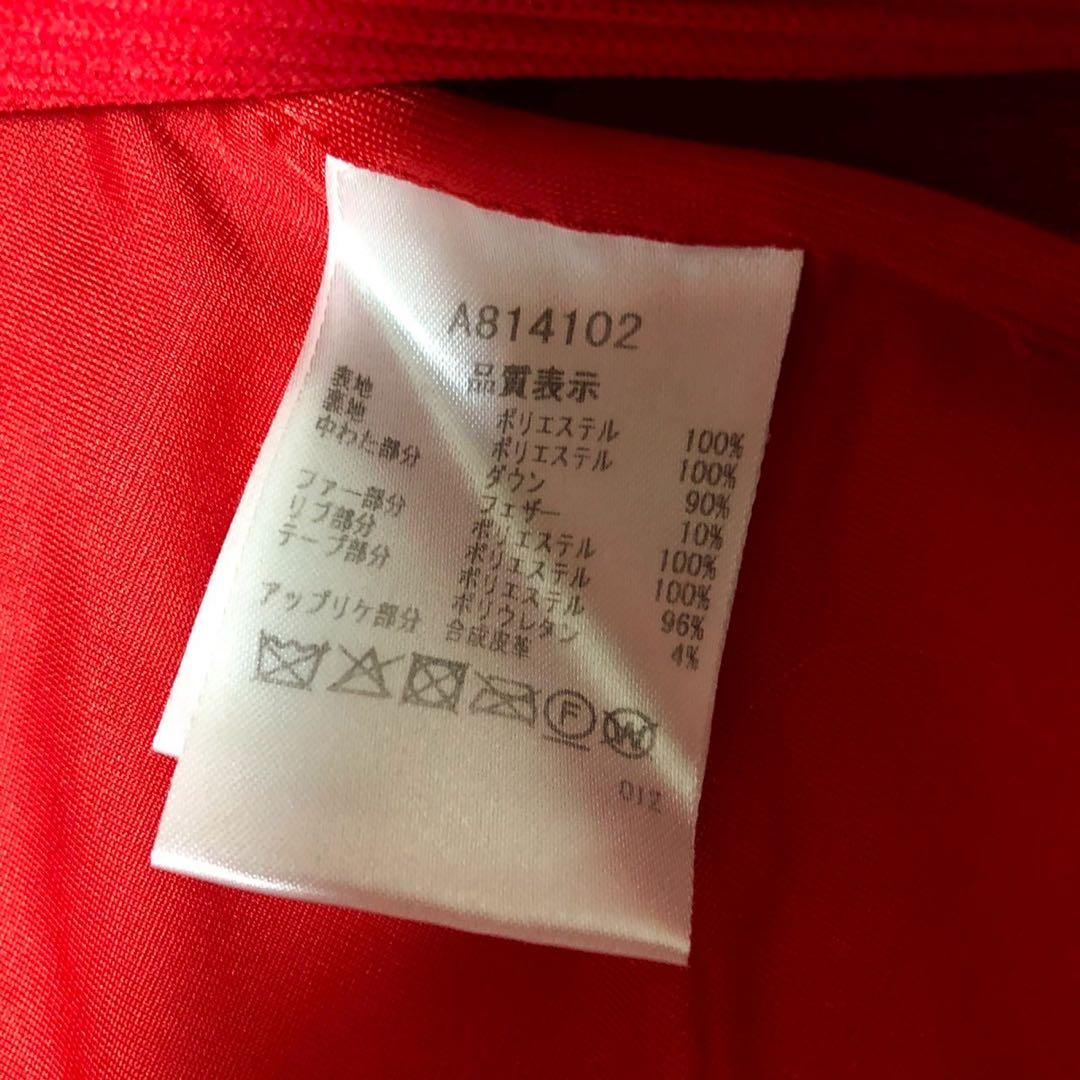 A814102
品質表示
表地 ポリエステル 100%
裏地 ポリエステル 100%
中わた部分 ダウン 90%
フェザー 10%
ファー部分 ポリエステル 100%
リブ部分 ポリエステル 100%
テープ部分 ポリエステル 96%
ポリウレタン 4%
アップリケ部分 合成皮革
F W
012